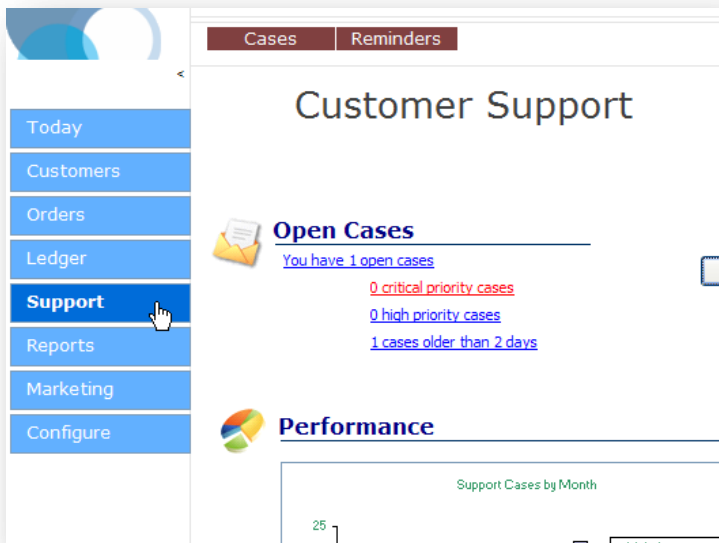 Cases Reminders
<
Customer Support
Today
Customers
Orders
Ledger
Support
Reports
Marketing
Configure
Open Cases
You have 1 open cases
0 critical priority cases
0 high priority cases
1 cases older than 2 days
Performance
Support Cases by Month
25